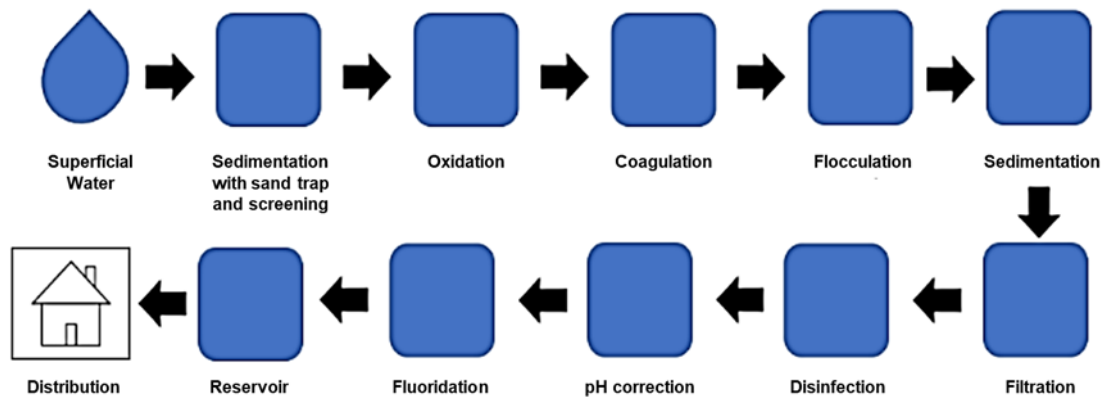 Superficial
Water
Sedimentation
with sand trap
and screening
Oxidation
Coagulation
Flocculation
Sedimentation
Distribution
Reservoir
Fluoridation
pH correction
Disinfection
Filtration